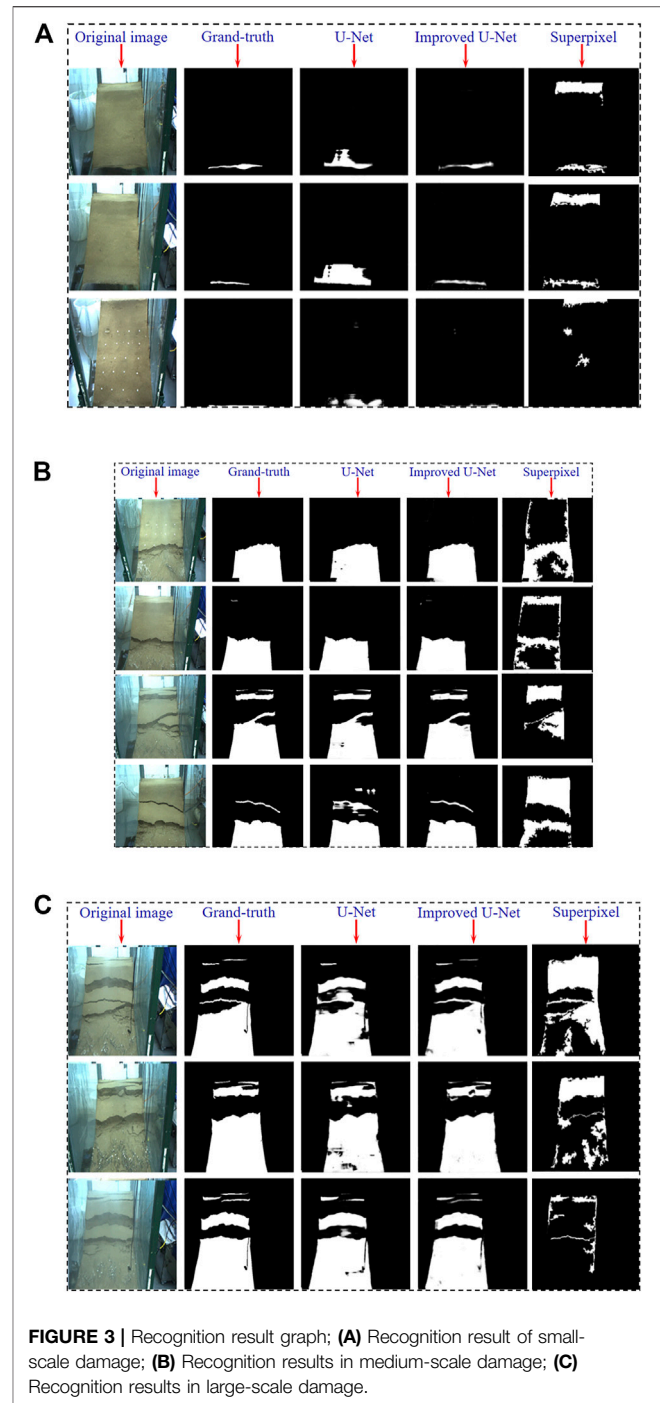 A
Original image Grand-truth U-Net Improved U-Net Superpixel
B
Original image Grand-truth U-Net Improved U-Net Superpixel
C
Original image Grand-truth U-Net Improved U-Net Superpixel
FIGURE 3 | Recognition result graph; (A) Recognition result of small-
scale damage; (B) Recognition results in medium-scale damage; (C)
Recognition results in large-scale damage.